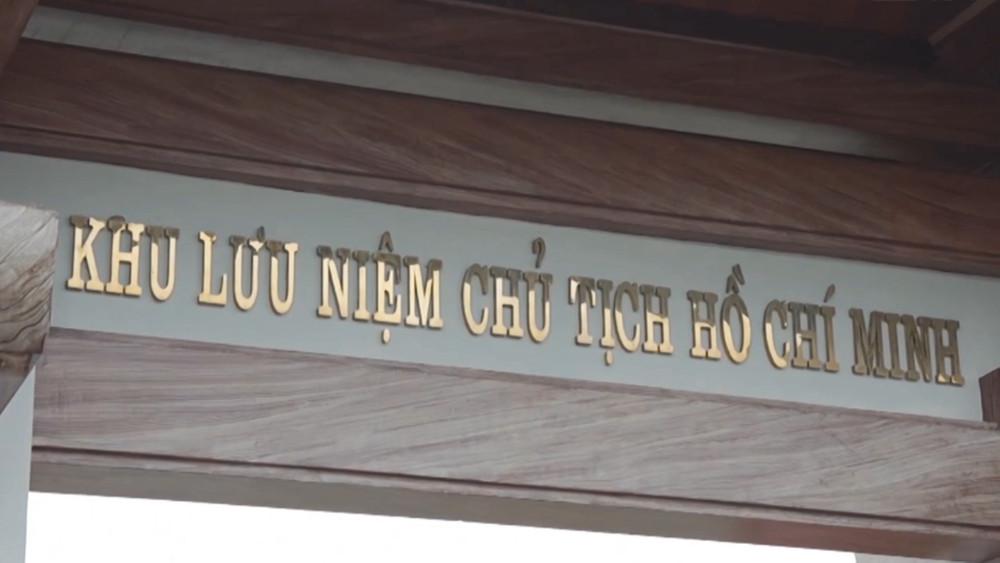 KHU LƯU NIỆM CHỦ TỊCH HỒ CHÍ MINH